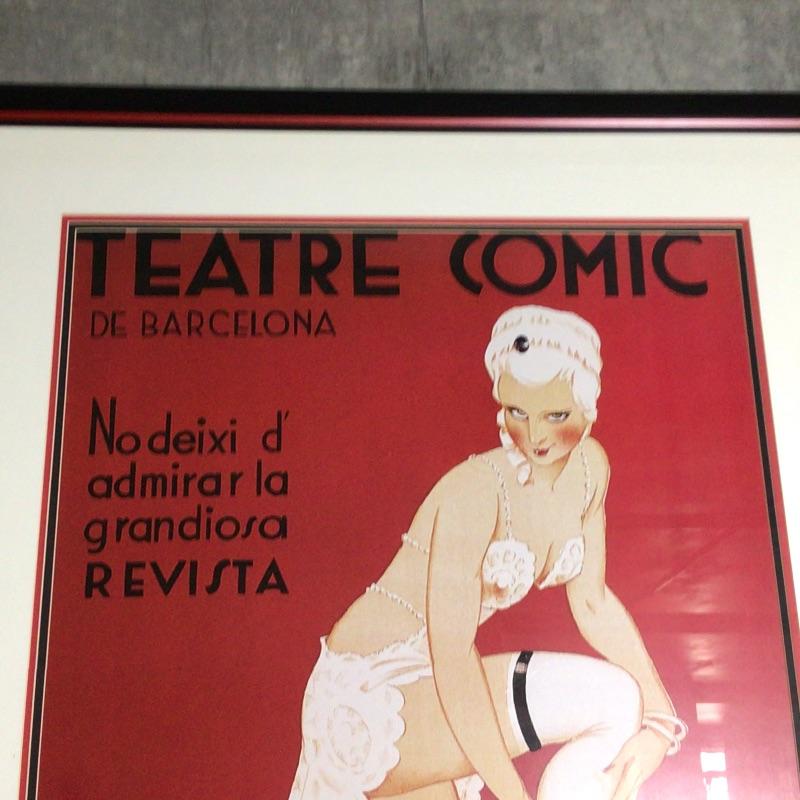 TEATRE COMIC
DE BARCELONA
No deixi d'
admirar la
grandiosa
REVISTA